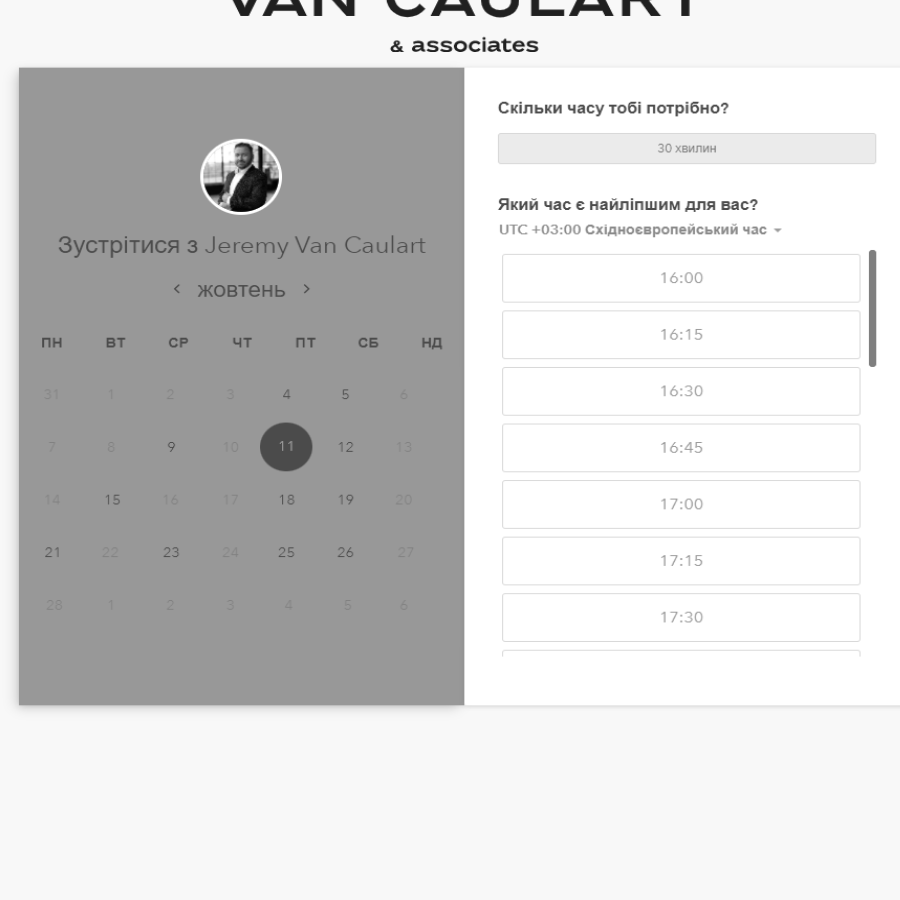 VAN CAULART
& associates
Зустрітися з Jeremy Van Caulart
жовтень
ПН ВТ СР ЧТ ПТ СБ НД
31 1 2 3 4 5 6
7 8 9 10 11 12 13
14 15 16 17 18 19 20
21 22 23 24 25 26 27
28 1 2 3 4 5 6
Скільки часу тобі потрібно?
30 хвилин
Який час є найліпшим для вас?
UTC +03:00 Східноєвропейський час
16:00
16:15
16:30
16:45
17:00
17:15
17:30